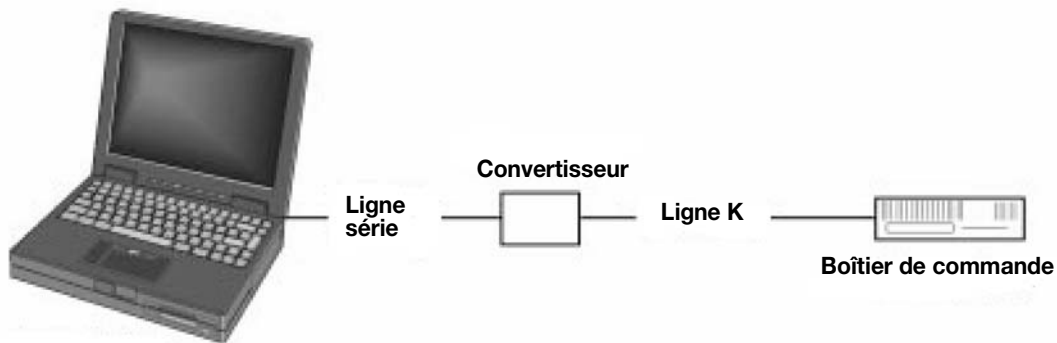 Convertisseur
Ligne
série
Ligne K
Boîtier de commande